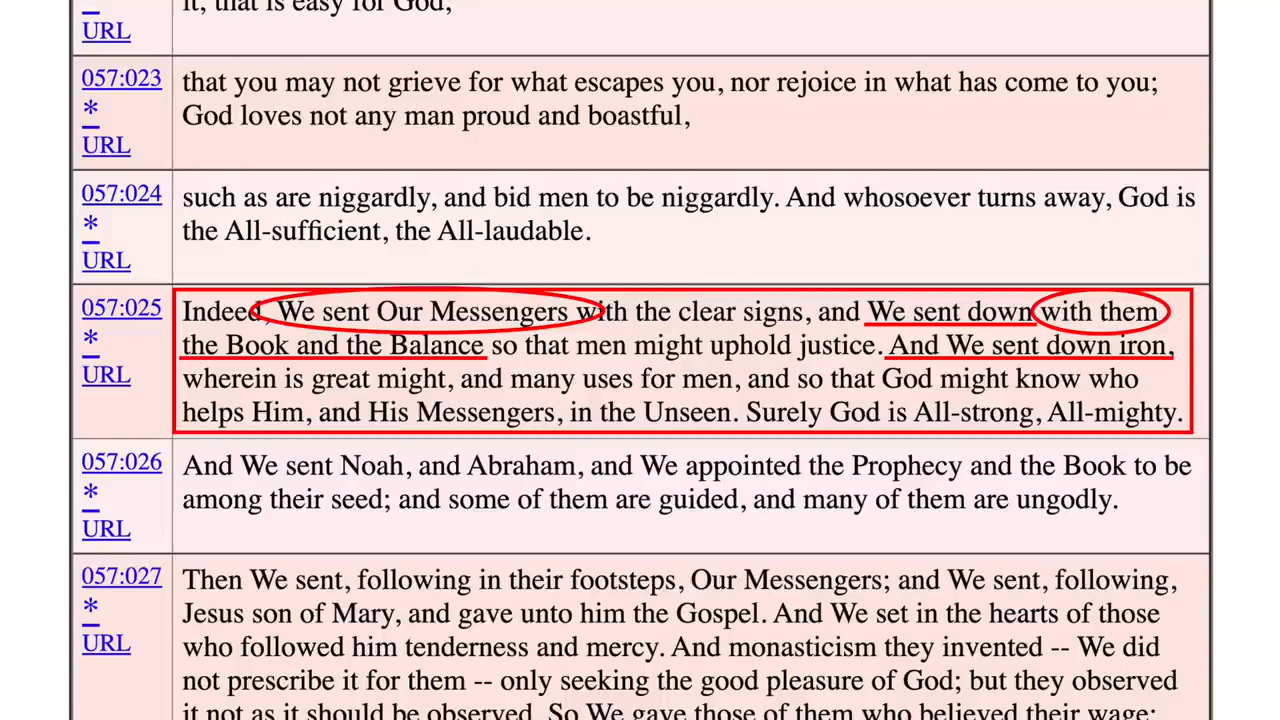 it, that is easy for God;
URL
057:023
*
URL
that you may not grieve for what escapes you, nor rejoice in what has come to you;
God loves not any man proud and boastful,
057:024
*
URL
such as are niggardly, and bid men to be niggardly. And whosoever turns away, God is
the All-sufficient, the All-laudable.
057:025
*
URL
Indeed, We sent Our Messengers with the clear signs, and We sent down with them
the Book and the Balance so that men might uphold justice. And We sent down iron,
wherein is great might, and many uses for men, and so that God might know who
helps Him, and His Messengers, in the Unseen. Surely God is All-strong, All-mighty.
057:026
*
URL
And We sent Noah, and Abraham, and We appointed the Prophecy and the Book to be
among their seed; and some of them are guided, and many of them are ungodly.
057:027
*
URL
Then We sent, following in their footsteps, Our Messengers; and We sent, following,
Jesus son of Mary, and gave unto him the Gospel. And We set in the hearts of those
who followed him tenderness and mercy. And monasticism they invented -- We did
not prescribe it for them -- only seeking the good pleasure of God; but they observed
it not as it should be observed. So We gave those of them who believed their wage;